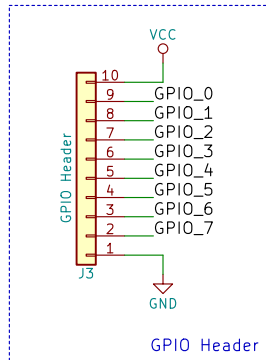 VCC
10
9 GPIO_0
8 GPIO_1
7 GPIO_2
6 GPIO_3
5 GPIO_4
4 GPIO_5
3 GPIO_6
2 GPIO_7
1
GPIO Header
J3
GND
GPIO Header